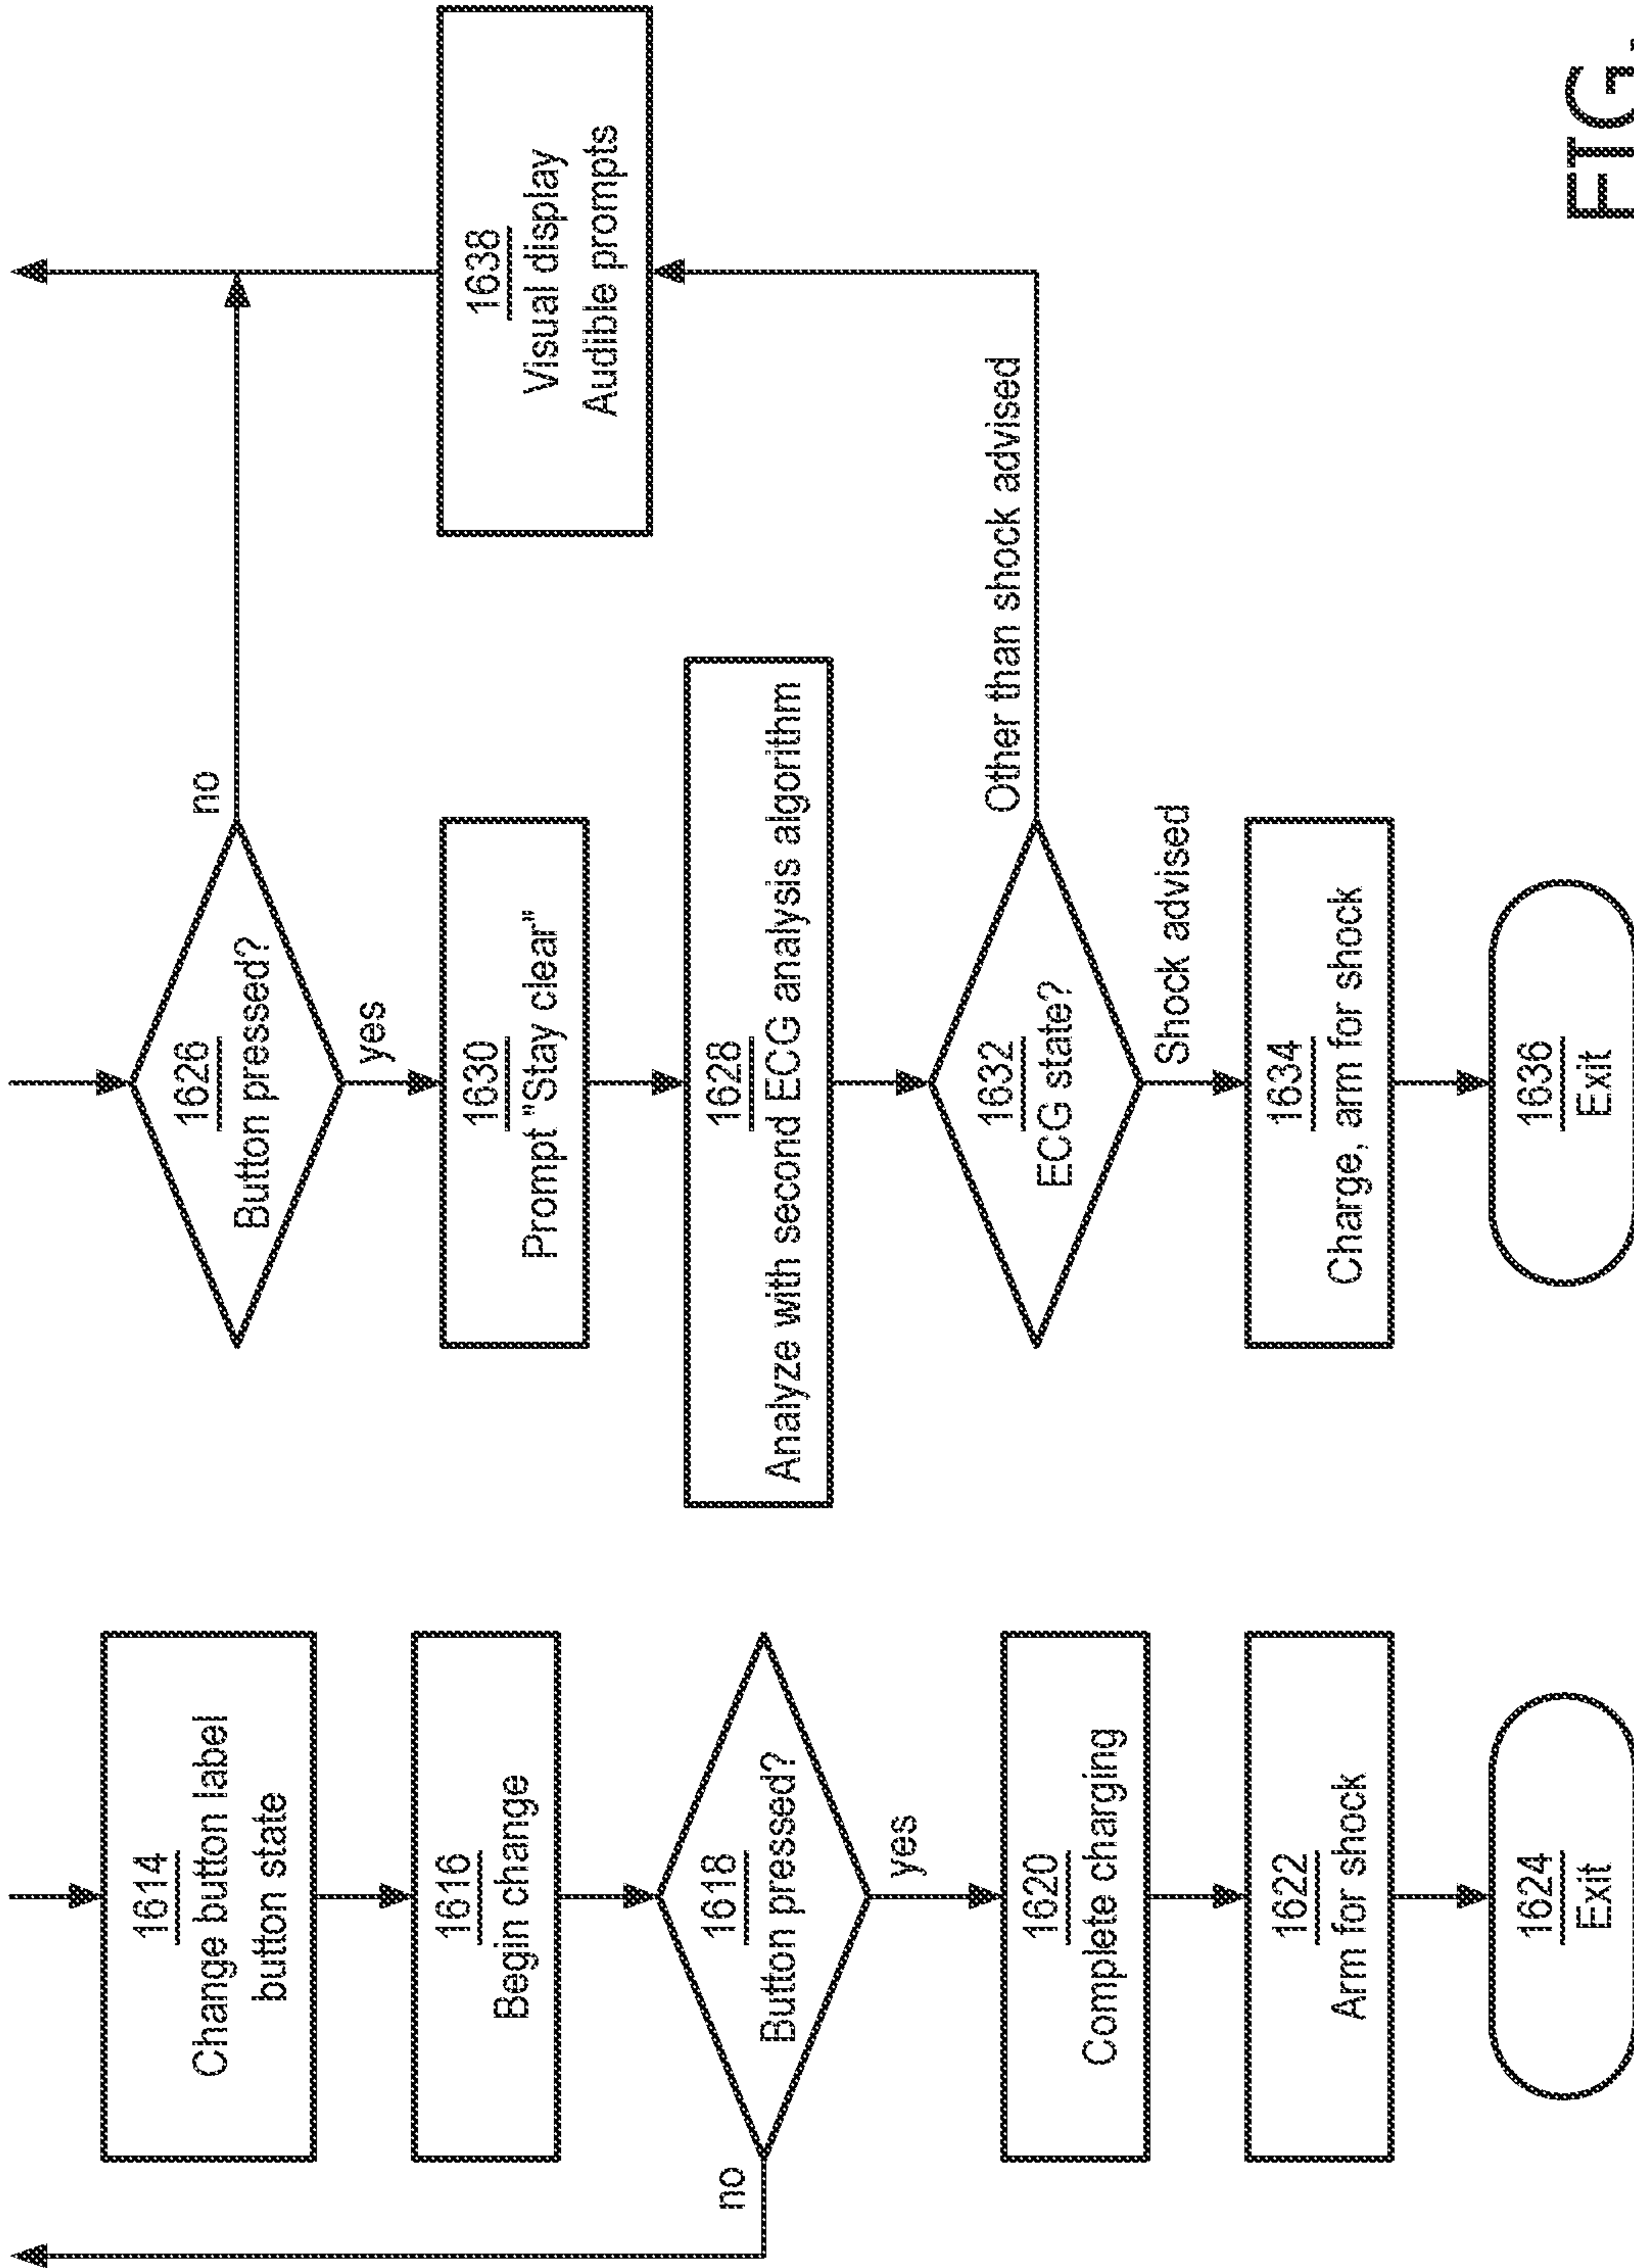 1614
Change button label
button state
1616
Begin change
1618
Button pressed?
no
yes
1620
Complete charging
1622
Arm for shock
1624
Exit
1626
Button pressed?
no
yes
1630
Prompt "Stay clear"
1628
Analyze with second ECG analysis algorithm
1632
ECG state?
Other than shock advised
Shock advised
1634
Charge, arm for shock
1636
Exit
1638
Visual display
Audible prompts
FIG.